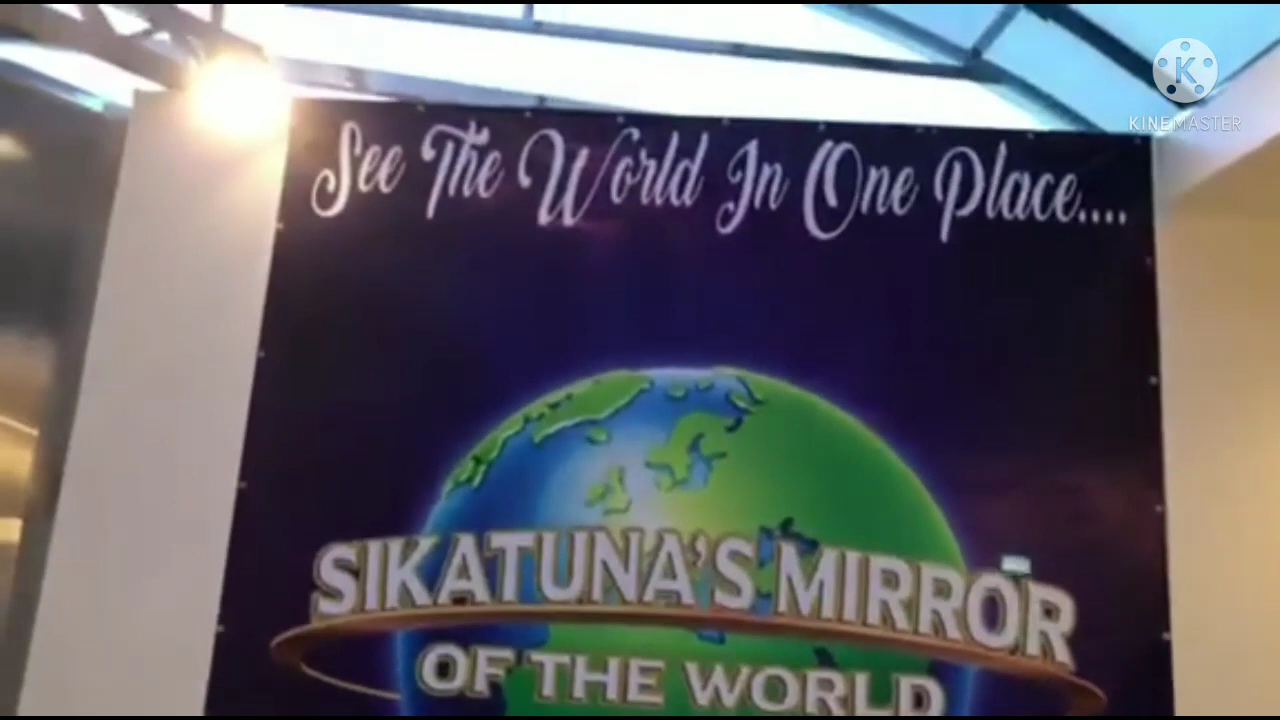 K
KINEMASTER
See The World In One Place....
SIKATUNA'S MIRROR
OF THE WORLD